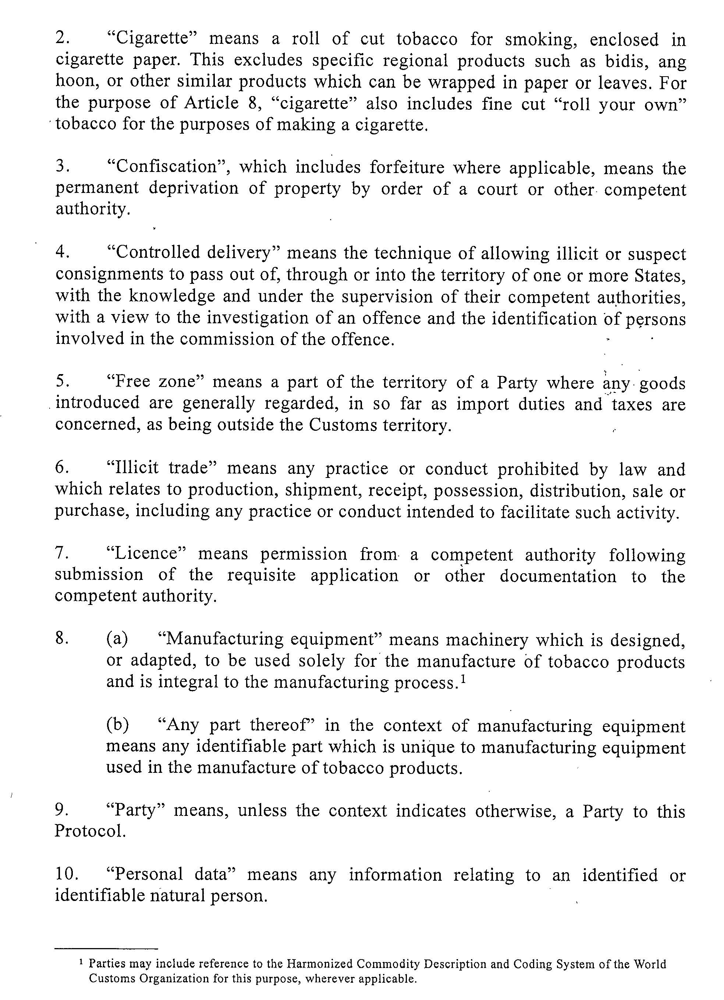 2. “Cigarette” means a roll of cut tobacco for smoking, enclosed in
cigarette paper. This excludes specific regional products such as bidis, ang
hoon, or other similar products which can be wrapped in paper or leaves. For
the purpose of Article 8, “cigarette” also includes fine cut “roll your own”
tobacco for the purposes of making a cigarette.
3. “Confiscation”, which includes forfeiture where applicable, means the
permanent deprivation of property by order of a court or other competent
authority.
4. “Controlled delivery” means the technique of allowing illicit or suspect
consignments to pass out of, through or into the territory of one or more States,
with the knowledge and under the supervision of their competent authorities,
with a view to the investigation of an offence and the identification of persons
involved in the commission of the offence.
5. “Free zone” means a part of the territory of a Party where any goods
introduced are generally regarded, in so far as import duties and taxes are
concerned, as being outside the Customs territory.
6. “Illicit trade” means any practice or conduct prohibited by law and
which relates to production, shipment, receipt, possession, distribution, sale or
purchase, including any practice or conduct intended to facilitate such activity.
7. “Licence” means permission from a competent authority following
submission of the requisite application or other documentation to the
competent authority.
8. (a) “Manufacturing equipment” means machinery which is designed,
or adapted, to be used solely for the manufacture of tobacco products
and is integral to the manufacturing process.¹
(b) “Any part thereof” in the context of manufacturing equipment
means any identifiable part which is unique to manufacturing equipment
used in the manufacture of tobacco products.
9. “Party” means, unless the context indicates otherwise, a Party to this
Protocol.
10. “Personal data” means any information relating to an identified or
identifiable natural person.
¹ Parties may include reference to the Harmonized Commodity Description and Coding System of the World
Customs Organization for this purpose, wherever applicable.